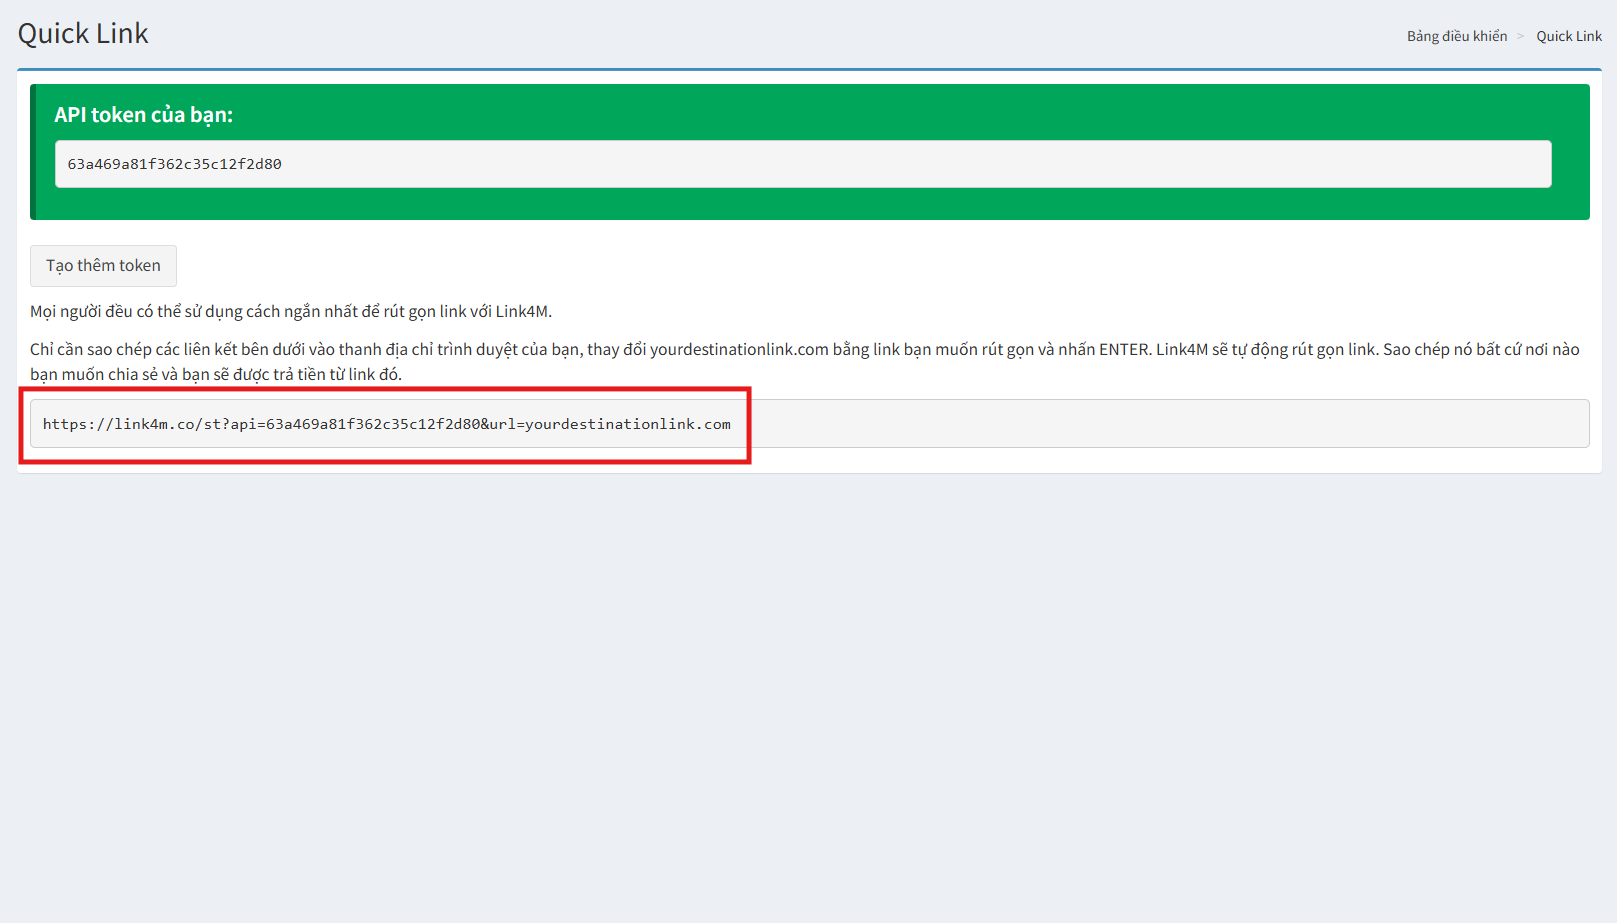 Quick Link
Bảng điều khiển > Quick Link
API token của bạn:
63a469a81f362c35c12f2d80
Tạo thêm token
Mọi người đều có thể sử dụng cách ngắn nhất để rút gọn link với Link4M.
Chỉ cần sao chép các liên kết bên dưới vào thanh địa chỉ trình duyệt của bạn, thay đổi yourdestinationlink.com bằng link bạn muốn rút gọn và nhấn ENTER. Link4M sẽ tự động rút gọn link. Sao chép nó bất cứ nơi nào
bạn muốn chia sẻ và bạn sẽ được trả tiền từ link đó.
https://link4m.co/st?api=63a469a81f362c35c12f2d80&url=yourdestinationlink.com